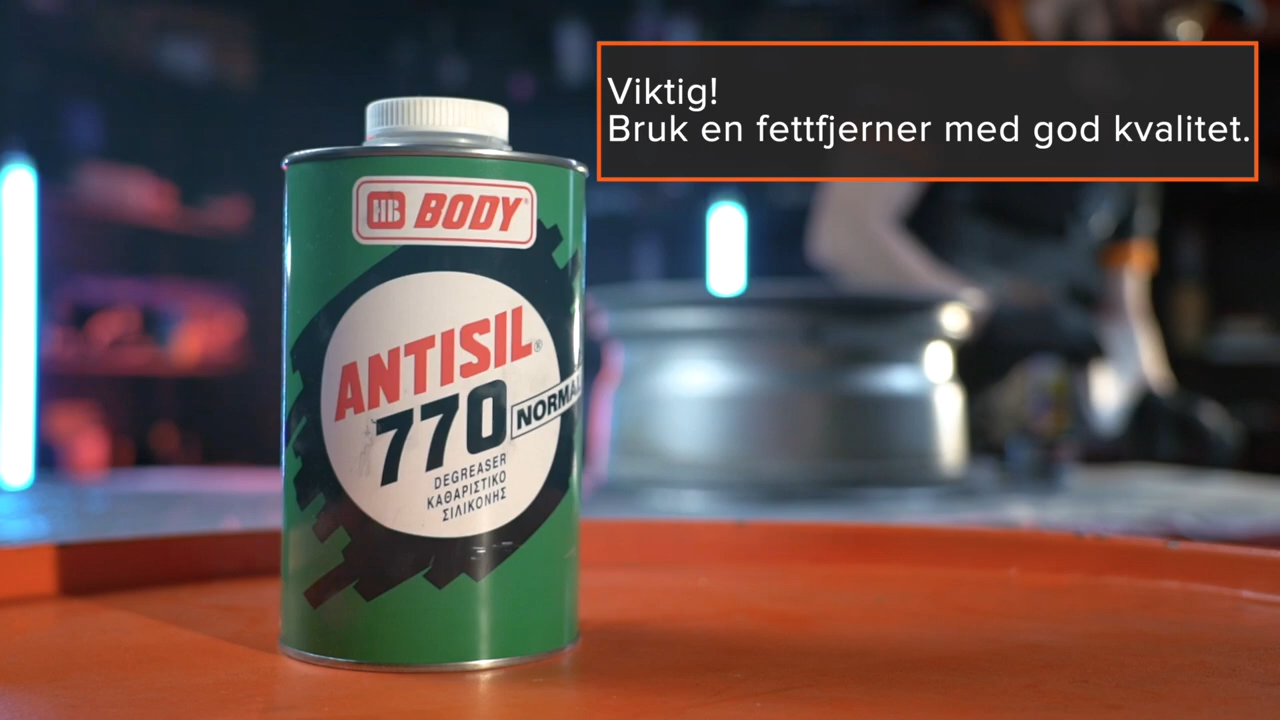 Viktig!
Bruk en fettfjerner med god kvalitet.
HB BODY®
ANTISIL®
770
NORMAL
DEGREASER
ΚΑΘΑΡΙΣΤΙΚΟ
ΣΙΛΙΚΟΝΗΣ